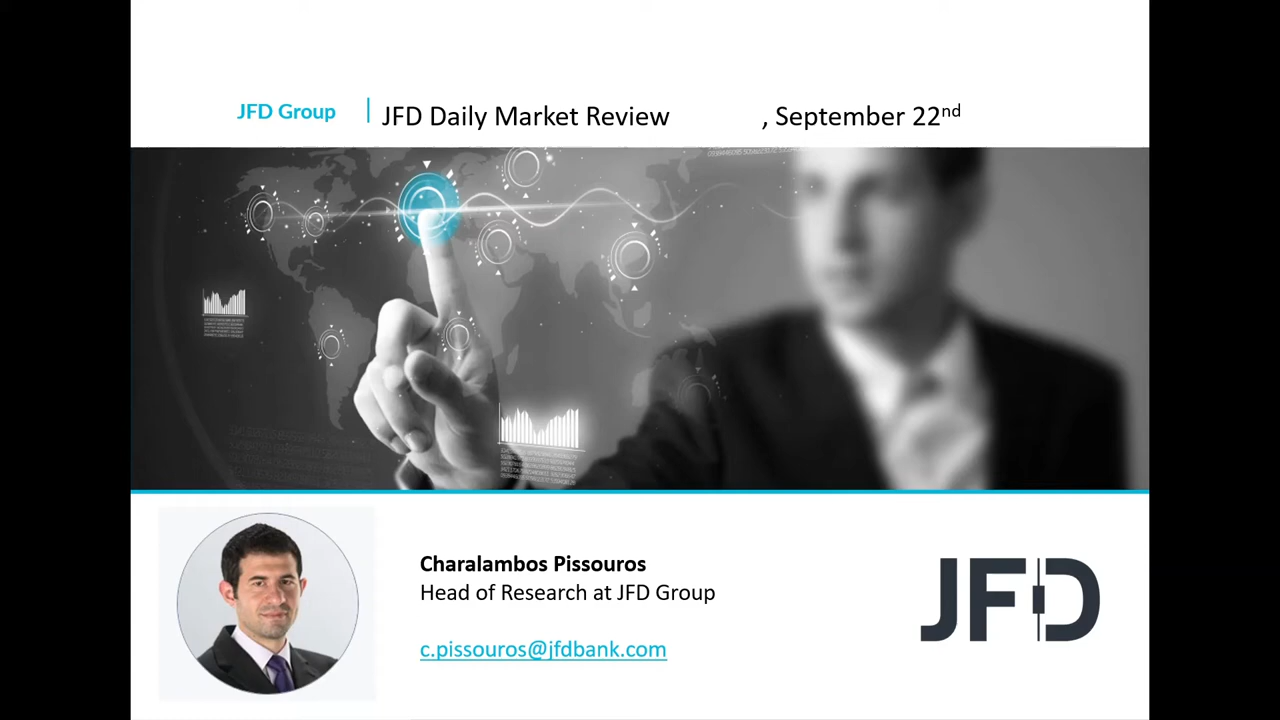 JFD Group
JFD Daily Market Review , September 22nd
Charalambos Pissouros
Head of Research at JFD Group
c.pissouros@jfdbank.com
JFD